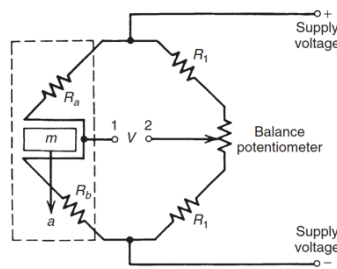 +
Supply
voltage
R1
Ra
1 V 2
m
Balance
potentiometer
Rb
a
R1
Supply
voltage
−